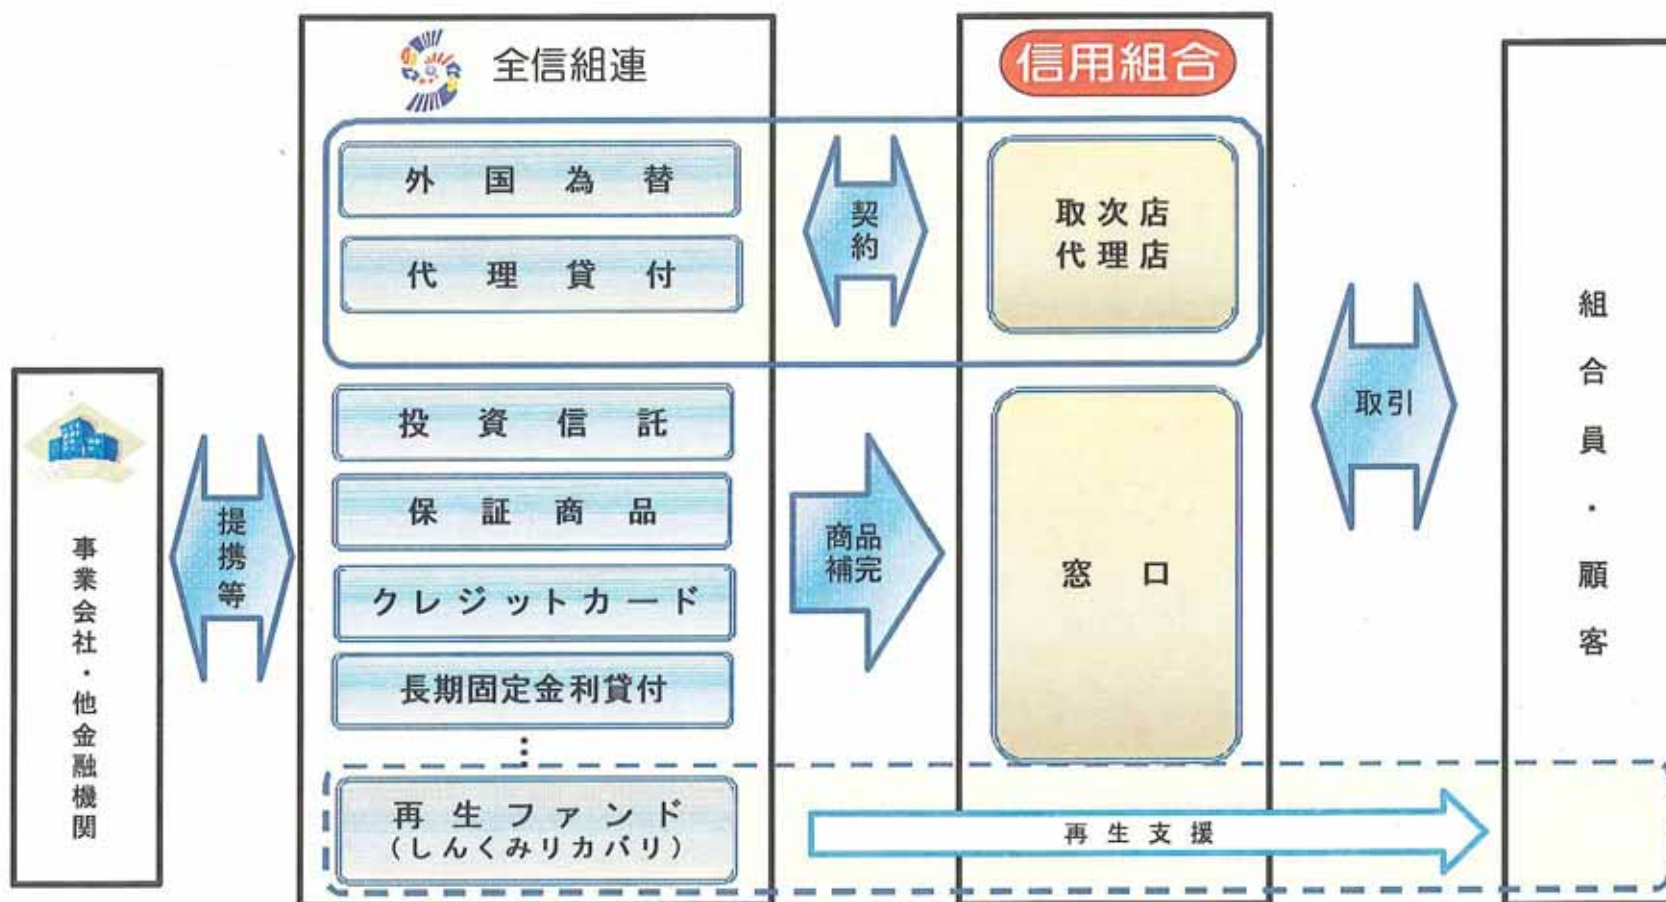 全信組連
信用組合
外国為替
代理貸付
契約
取次店
代理店
投資信託
保証商品
クレジットカード
長期固定金利貸付
⋮
再生ファンド
(しんくみリカバリ)
商品
補完
窓口
再生支援
提携等
事業会社・他金融機関
取引
組合員・顧客